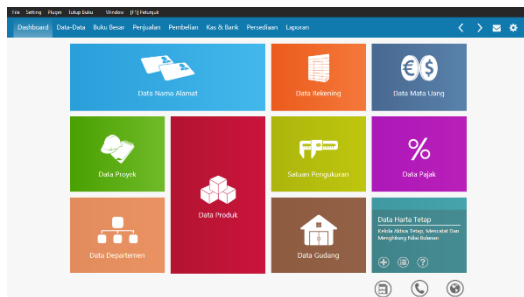 File Setting Plugin Tutup Buku Window [F1] Petunjuk
Dashboard Data-Data Buku Besar Penjualan Pembelian Kas & Bank Persediaan Laporan
Data Nama Alamat
Data Rekening
Data Mata Uang
Data Proyek
Data Produk
Satuan Pengukuran
Data Pajak
Data Departemen
Data Gudang
Data Harta Tetap
Kelola Aktiva Tetap, Mencatat Dan
Menghitung Nilai Bulanan